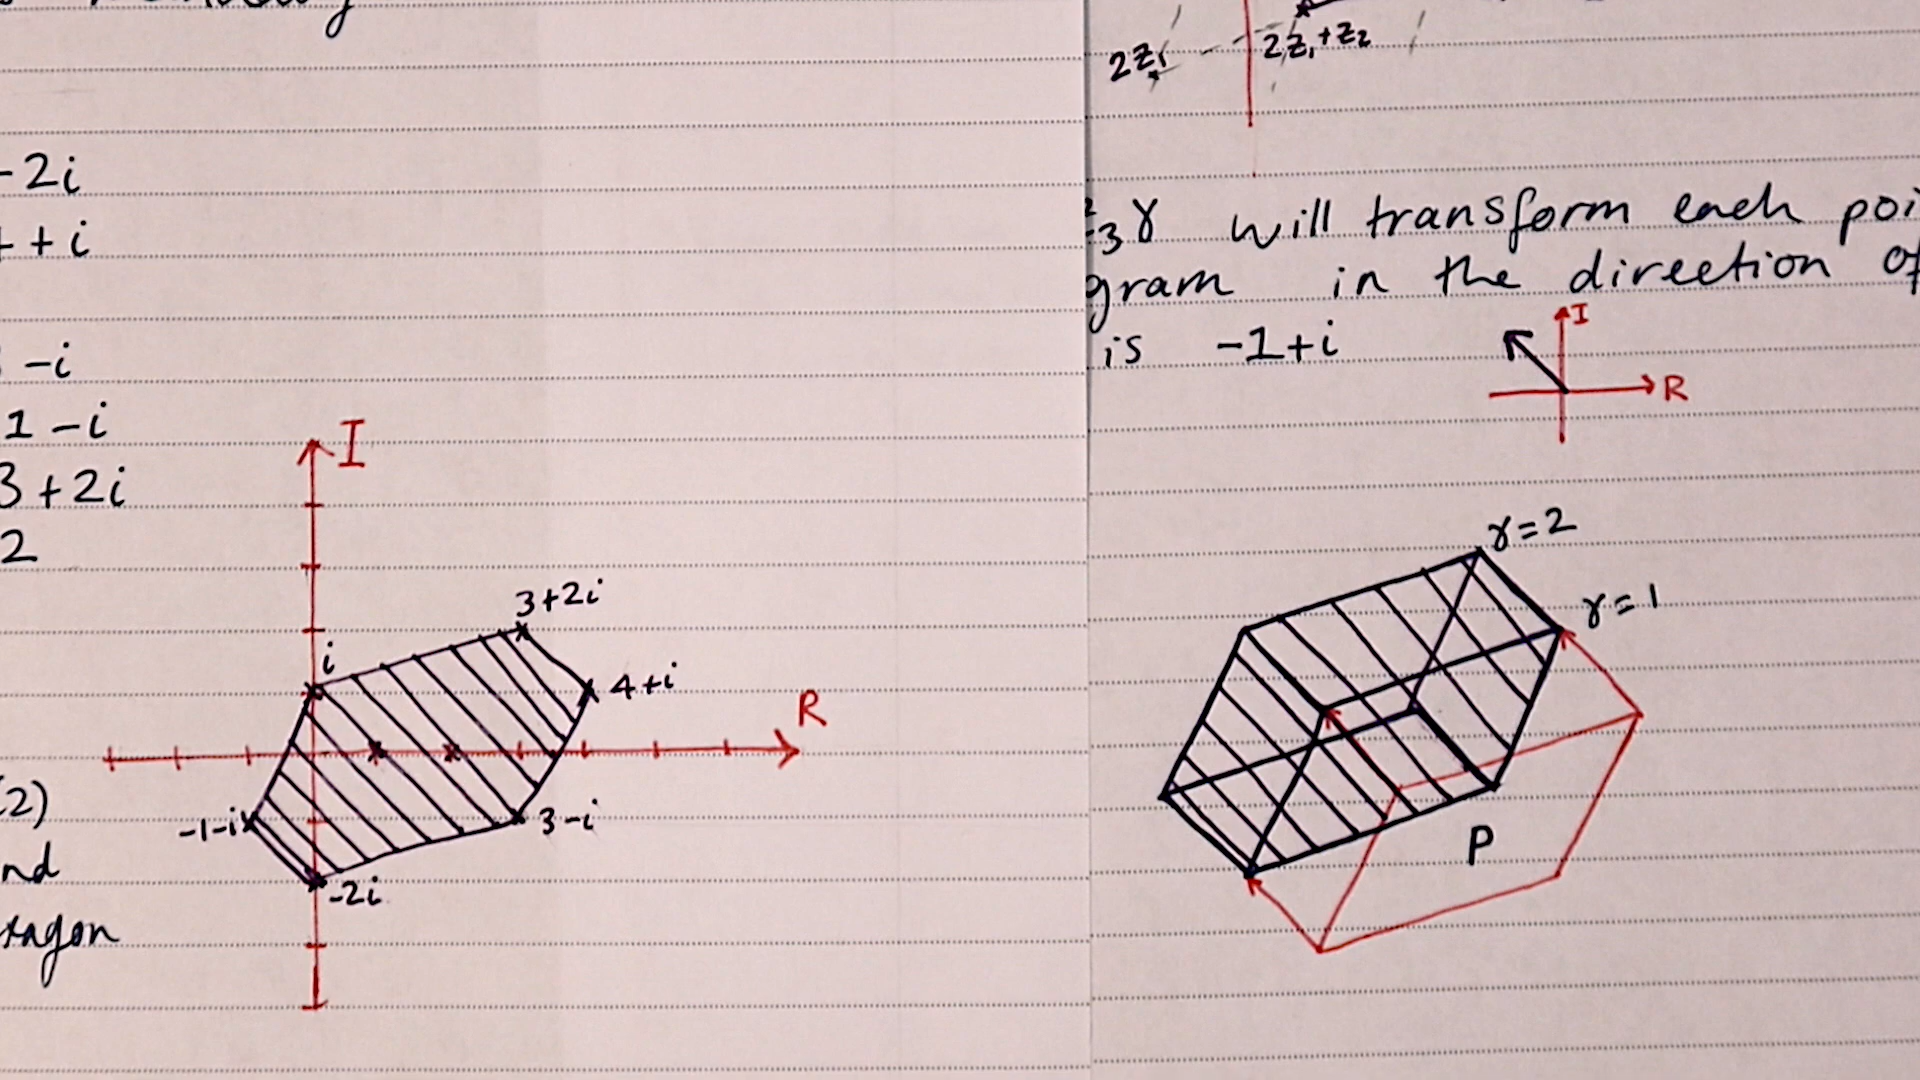 -2i
+i
-i
1-i
3+2i
2
I
3+2i
i
4+i
R
-1-i
3-i
-2i
(2)
nd
2Z₁
2Z₁+Z₂
₃γ will transform each poi
gram in the direction of
is -1+i
I
R
γ=2
γ=1
P